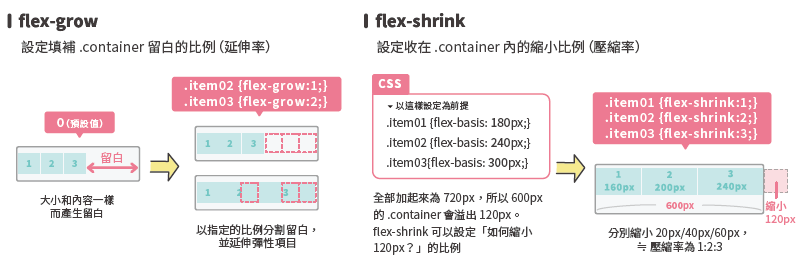 flex-grow
設定填補 .container 留白的比例（延伸率）
0（預設值）
1 2 3
留白
大小和內容一樣
而產生留白
.item02 {flex-grow:1;}
.item03 {flex-grow:2;}
1 2 3
1 2 3
以指定的比例分割留白，
並延伸彈性項目
flex-shrink
設定收在 .container 內的縮小比例（壓縮率）
CSS
以這樣設定為前提
.item01 {flex-basis: 180px;}
.item02 {flex-basis: 240px;}
.item03{flex-basis: 300px;}
全部加起來為 720px，所以 600px
的 .container 會溢出 120px。
flex-shrink 可以設定「如何縮小
120px？」的比例
.item01 {flex-shrink:1;}
.item02 {flex-shrink:2;}
.item03 {flex-shrink:3;}
1 2 3
160px 200px 240px
600px
縮小
120px
分別縮小 20px/40px/60px，
≒ 壓縮率為 1:2:3